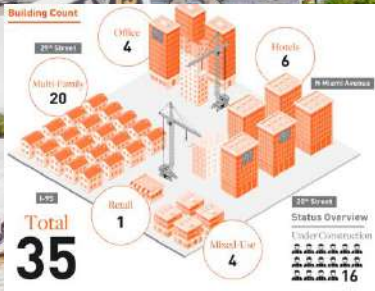 Building Count
Office
4
29th Street
Hotels
6
Multi-Family
20
N Miami Avenue
I-95
Retail
1
20th Street
Total
35
Mixed-Use
4
Status Overview
Under Construction
16